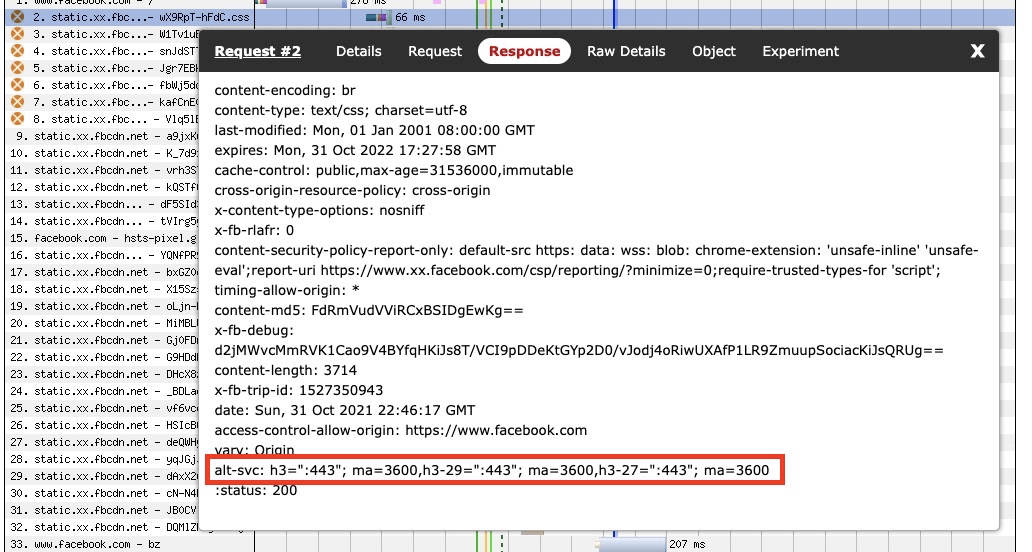 1. www.facebook.com - /
276 ms
2. static.xx.fbc...- wX9RpT-hFdC.css
66 ms
3. static.xx.fbc...- W1Tv1uE
4. static.xx.fbc...- snJdST
5. static.xx.fbc...- Jgr7EBH
6. static.xx.fbc...- fbWj5do
7. static.xx.fbc...- kafCnE
8. static.xx.fbc... - Vlq5lE
9. static.xx.fbcdn.net - a9jxK
10. static.xx.fbcdn.net - K_7d9
11. static.xx.fbcdn.net - vrh3S
12. static.xx.fbcdn.net - kQSTf
13. static.xx.fbcdn... - dF5SId
14. static.xx.fbcdn... - tVIrg5
15. facebook.com - hsts-pixel.g
16. static.xx.fbcdn... - YQNfPR
17. static.xx.fbcdn.net - bxGZ0
18. static.xx.fbcdn.net - X15Sz
19. static.xx.fbcdn.net - oLjn-
20. static.xx.fbcdn.net - MiMBL
21. static.xx.fbcdn.net - Gj0FD
22. static.xx.fbcdn.net - G9HDd
23. static.xx.fbcdn.net - DHcX8
24. static.xx.fbcdn.net - _BDLa
25. static.xx.fbcdn.net - vf6vc
26. static.xx.fbcdn.net - HSIcB
27. static.xx.fbcdn.net - deQWH
28. static.xx.fbcdn.net - yqJGj
29. static.xx.fbcdn.net - dAxX2
30. static.xx.fbcdn.net - cN-N4
31. static.xx.fbcdn.net - JB0CV
32. static.xx.fbcdn.net - DQMlZ
33. www.facebook.com - bz
207 ms
Request #2 Details Request Response Raw Details Object Experiment X
content-encoding: br
content-type: text/css; charset=utf-8
last-modified: Mon, 01 Jan 2001 08:00:00 GMT
expires: Mon, 31 Oct 2022 17:27:58 GMT
cache-control: public,max-age=31536000,immutable
cross-origin-resource-policy: cross-origin
x-content-type-options: nosniff
x-fb-rlafr: 0
content-security-policy-report-only: default-src https: data: wss: blob: chrome-extension: 'unsafe-inline' 'unsafe-
eval';report-uri https://www.xx.facebook.com/csp/reporting/?minimize=0;require-trusted-types-for 'script';
timing-allow-origin: *
content-md5: FdRmVudVViRCxBSIDgEwKg==
x-fb-debug:
d2jMWvcMmRVK1Cao9V4BYfqHKiJs8T/VCI9pDDeKtGYp2D0/vJodj4oRiwUXAfP1LR9ZmuupSociacKiJsQRUg==
content-length: 3714
x-fb-trip-id: 1527350943
date: Sun, 31 Oct 2021 22:46:17 GMT
access-control-allow-origin: https://www.facebook.com
vary: Origin
alt-svc: h3=":443"; ma=3600,h3-29=":443"; ma=3600,h3-27=":443"; ma=3600
:status: 200